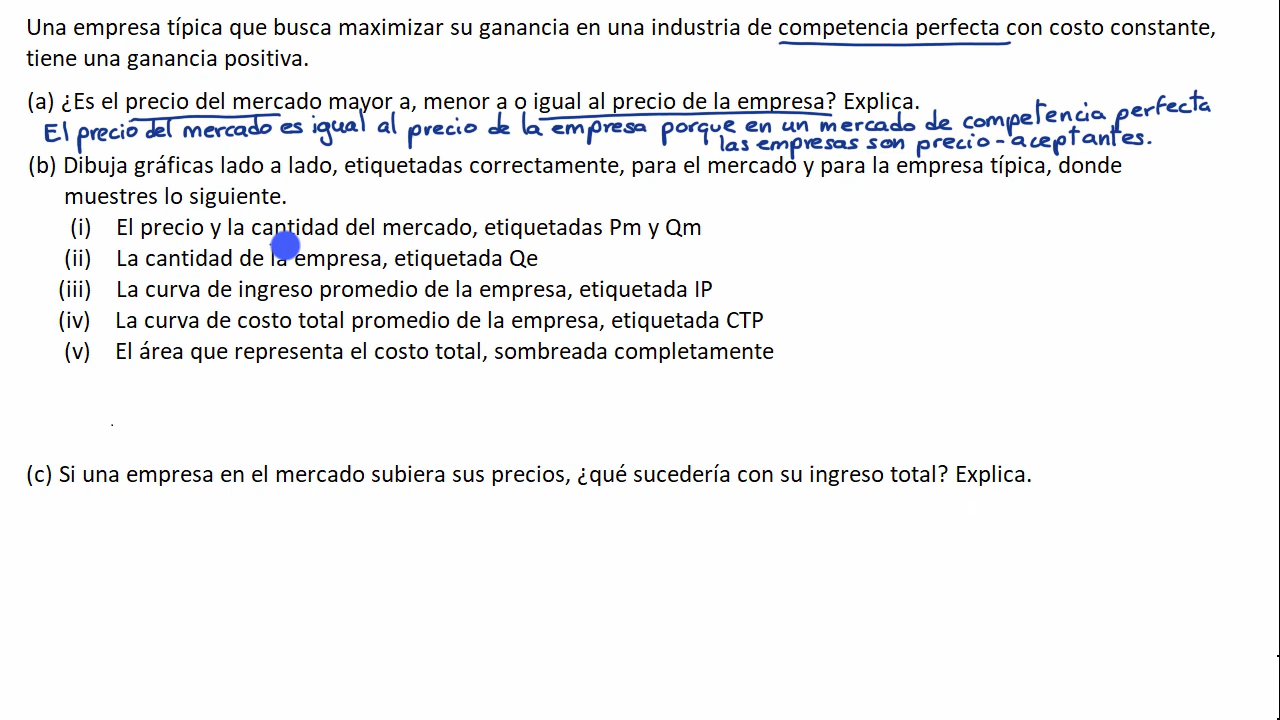 Una empresa típica que busca maximizar su ganancia en una industria de competencia perfecta con costo constante,
tiene una ganancia positiva.
(a) ¿Es el precio del mercado mayor a, menor a o igual al precio de la empresa? Explica.
El precio del mercado es igual al precio de la empresa porque en un mercado de competencia perfecta
las empresas son precio-aceptantes.
(b) Dibuja gráficas lado a lado, etiquetadas correctamente, para el mercado y para la empresa típica, donde
muestres lo siguiente.
(i) El precio y la cantidad del mercado, etiquetadas Pm y Qm
(ii) La cantidad de la empresa, etiquetada Qe
(iii) La curva de ingreso promedio de la empresa, etiquetada IP
(iv) La curva de costo total promedio de la empresa, etiquetada CTP
(v) El área que representa el costo total, sombreada completamente
(c) Si una empresa en el mercado subiera sus precios, ¿qué sucedería con su ingreso total? Explica.